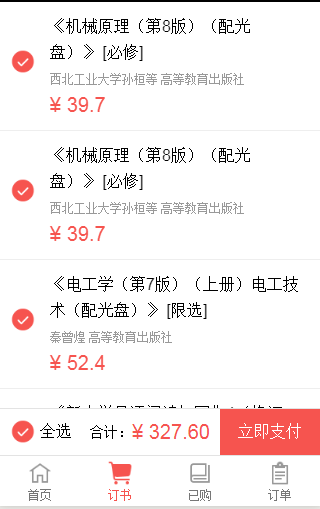 《机械原理（第8版）（配光
盘）》 [必修]
西北工业大学孙桓等 高等教育出版社
¥ 39.7
《机械原理（第8版）（配光
盘）》 [必修]
西北工业大学孙桓等 高等教育出版社
¥ 39.7
《电工学（第7版）（上册）电工技
术（配光盘）》 [限选]
秦曾煌 高等教育出版社
¥ 52.4
全选 合计：¥ 327.60 立即支付
首页 订书 已购 订单